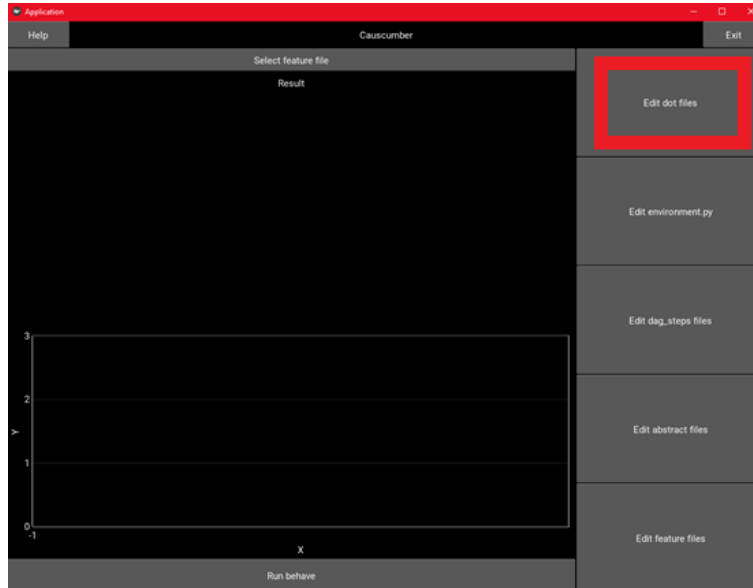 Application
Help
Causcumber
Exit
Select feature file
Result
Edit dot files
Edit environment.py
Edit dag_steps files
Edit abstract files
Edit feature files
3
2
Y
1
0
-1
X
Run behave